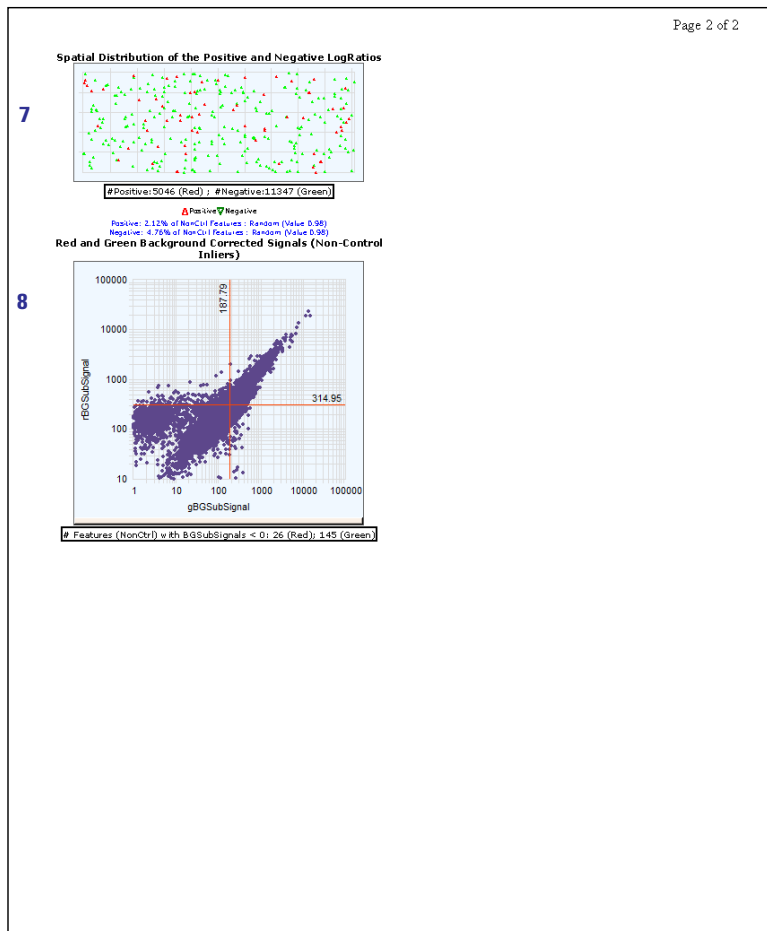 Page 2 of 2
Spatial Distribution of the Positive and Negative LogRatios
7
#Positive:5046 (Red) ; #Negative:11347 (Green)
Positive Negative
Positive: 2.12% of NonCtrl Features : Random (Value 0.98)
Negative: 4.76% of NonCtrl Features : Random (Value 0.98)
Red and Green Background Corrected Signals (Non-Control
Inliers)
8
100000
10000
1000
100
10
rBGSubSignal
187.79
314.95
1 10 100 1000 10000 100000
gBGSubSignal
# Features (NonCtrl) with BGSubSignals < 0: 26 (Red); 145 (Green)